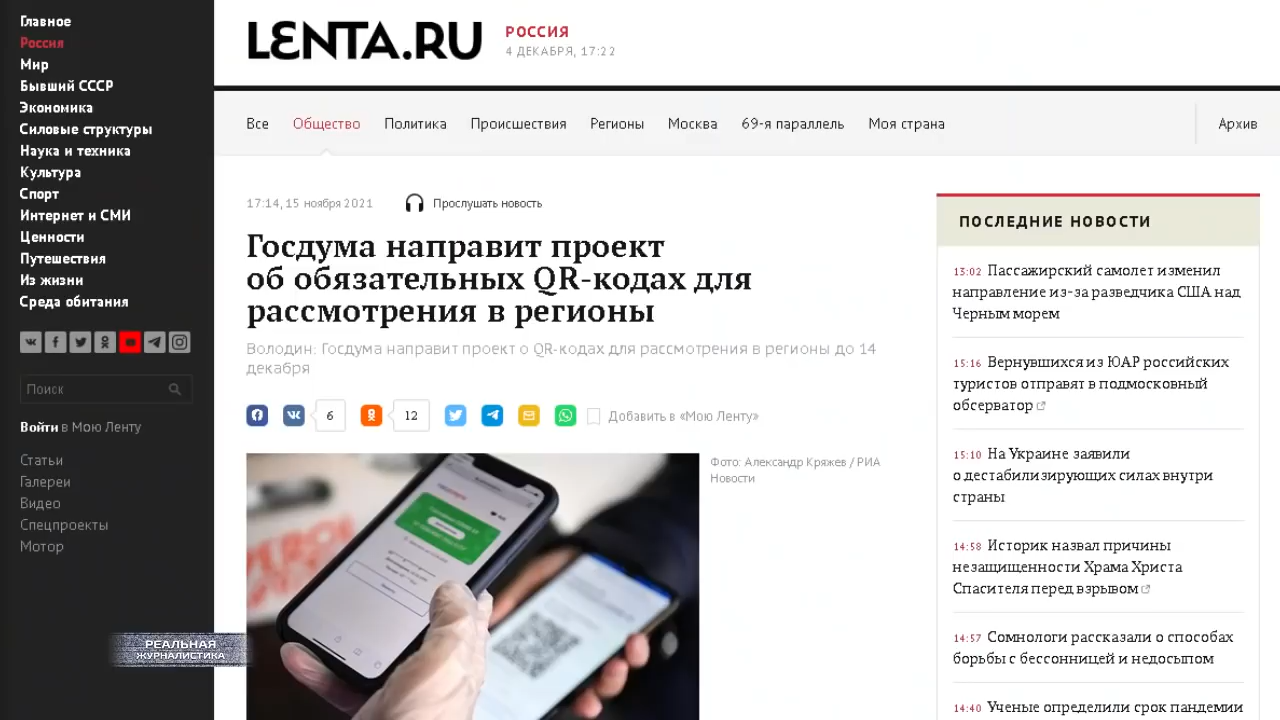 Главное
Россия
Мир
Бывший СССР
Экономика
Силовые структуры
Наука и техника
Культура
Спорт
Интернет и СМИ
Ценности
Путешествия
Из жизни
Среда обитания
Поиск
Войти в Мою Ленту
Статьи
Галереи
Видео
Спецпроекты
Мотор
РЕАЛЬНАЯ
ЖУРНАЛИСТИКА
LENTA.RU
РОССИЯ
4 ДЕКАБРЯ, 17:22
Все Общество Политика Происшествия Регионы Москва 69-я параллель Моя страна Архив
17:14, 15 ноября 2021 Прослушать новость
Госдума направит проект
об обязательных QR-кодах для
рассмотрения в регионы
Володин: Госдума направит проект о QR-кодах для рассмотрения в регионы до 14
декабря
6 12 Добавить в «Мою Ленту»
Фото: Александр Кряжев / РИА
Новости
ПОСЛЕДНИЕ НОВОСТИ
13:02 Пассажирский самолет изменил
направление из-за разведчика США над
Черным морем
15:16 Вернувшихся из ЮАР российских
туристов отправят в подмосковный
обсерватор
15:10 На Украине заявили
о дестабилизирующих силах внутри
страны
14:58 Историк назвал причины
незащищенности Храма Христа
Спасителя перед взрывом
14:57 Сомнологи рассказали о способах
борьбы с бессонницей и недосыпом
14:40 Ученые определили срок пандемии